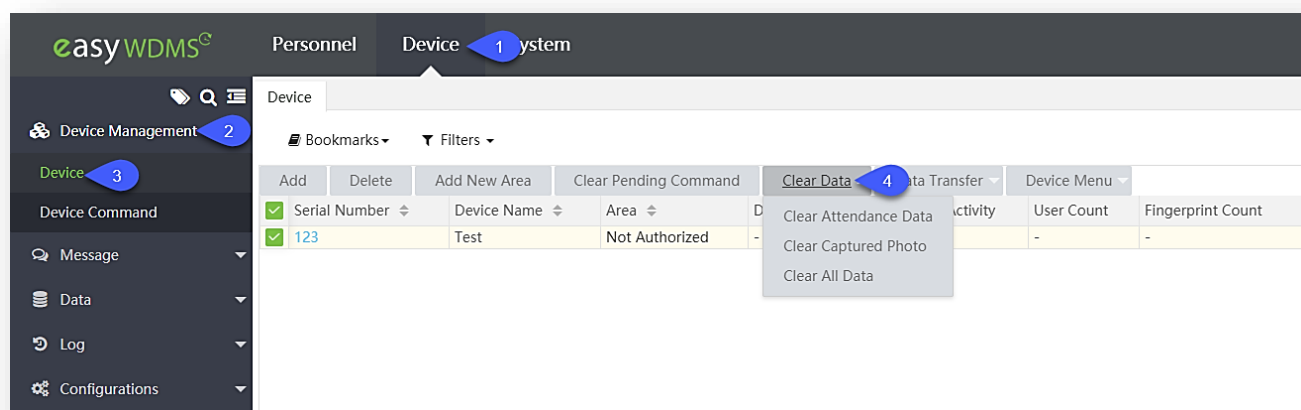 easy WDMS Personnel Device 1 ystem
Device
Device Management 2
Bookmarks Filters
Device 3
Add Delete Add New Area Clear Pending Command Clear Data 4 ata Transfer Device Menu
Device Command
Serial Number Device Name Area D Activity User Count Fingerprint Count
Clear Attendance Data
123 Test Not Authorized - - -
Message
Clear Captured Photo
Clear All Data
Data
Log
Configurations